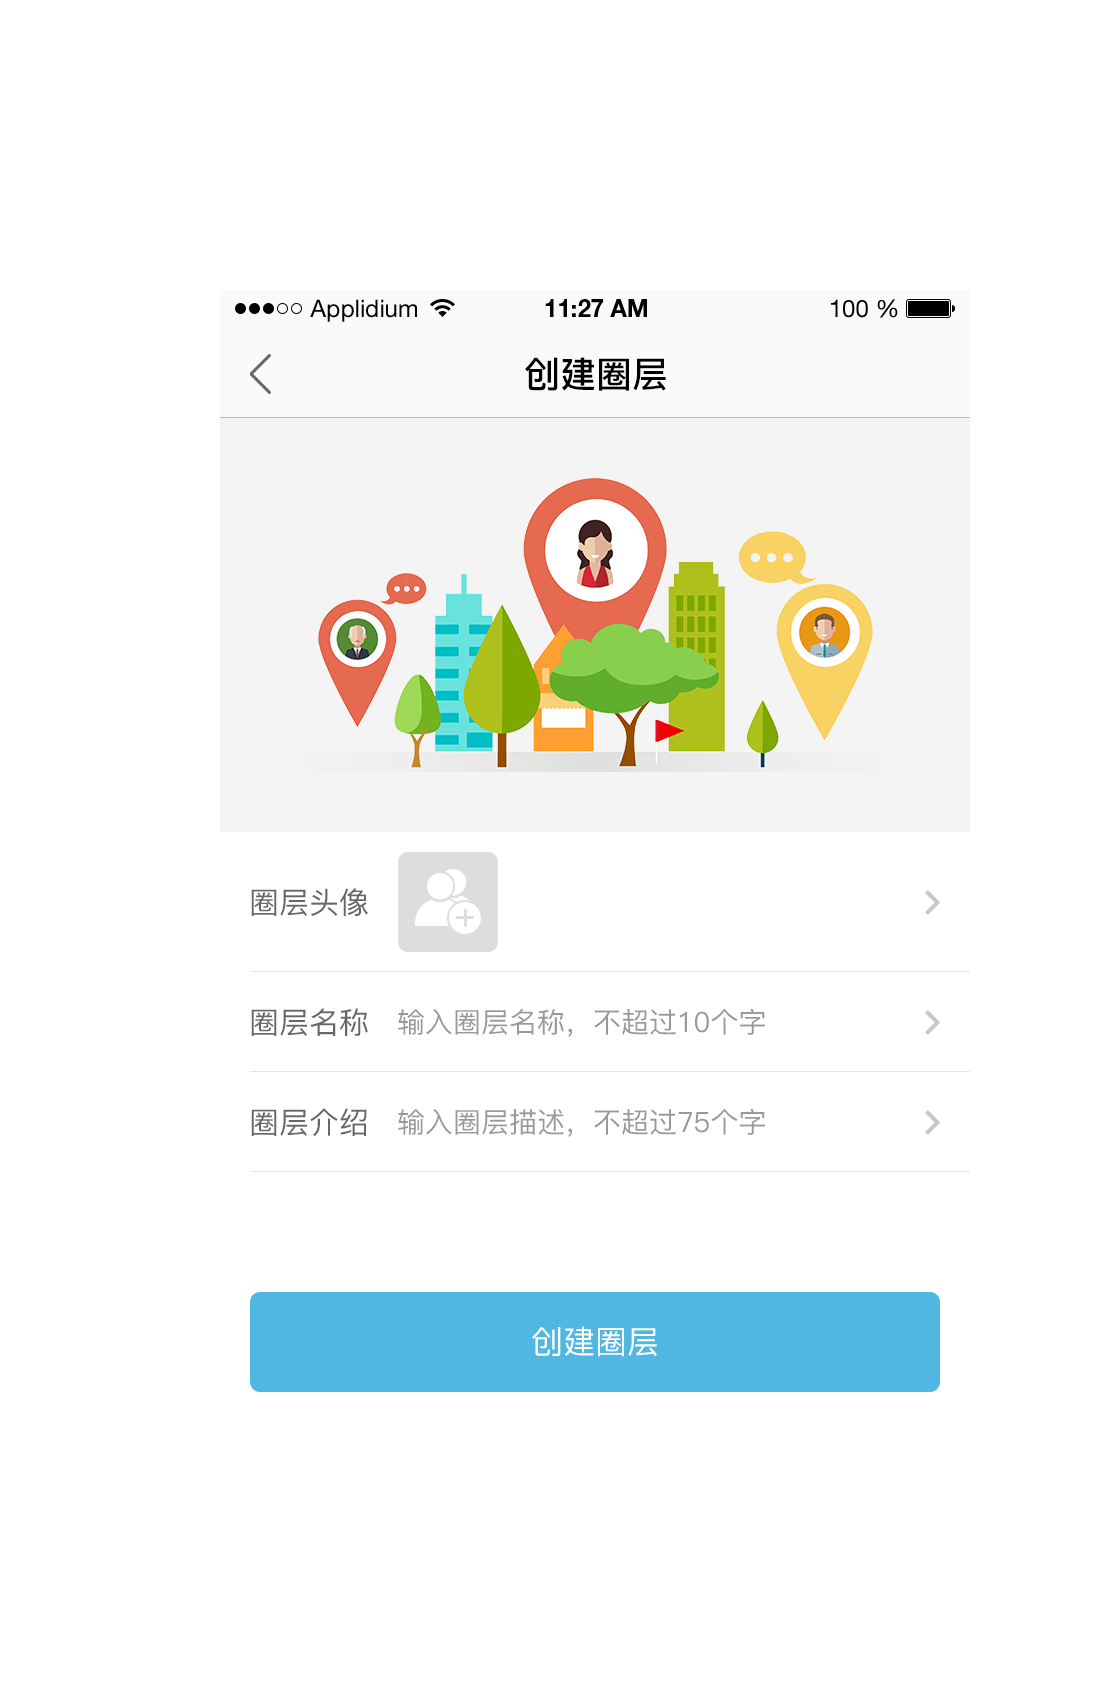 Applidium 11:27 AM 100 %
创建圈层
圈层头像
圈层名称 输入圈层名称，不超过10个字
圈层介绍 输入圈层描述，不超过75个字
创建圈层